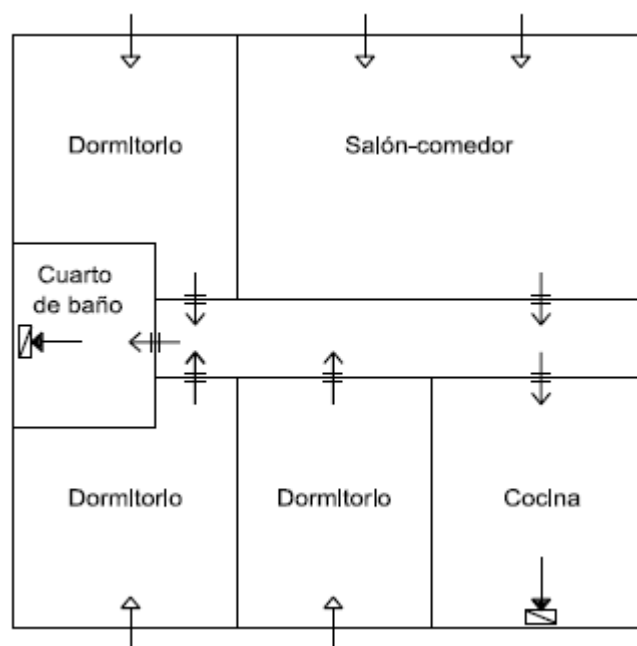 Dormitorio
Salón-comedor
Cuarto
de baño
Dormitorio
Dormitorio
Cocina